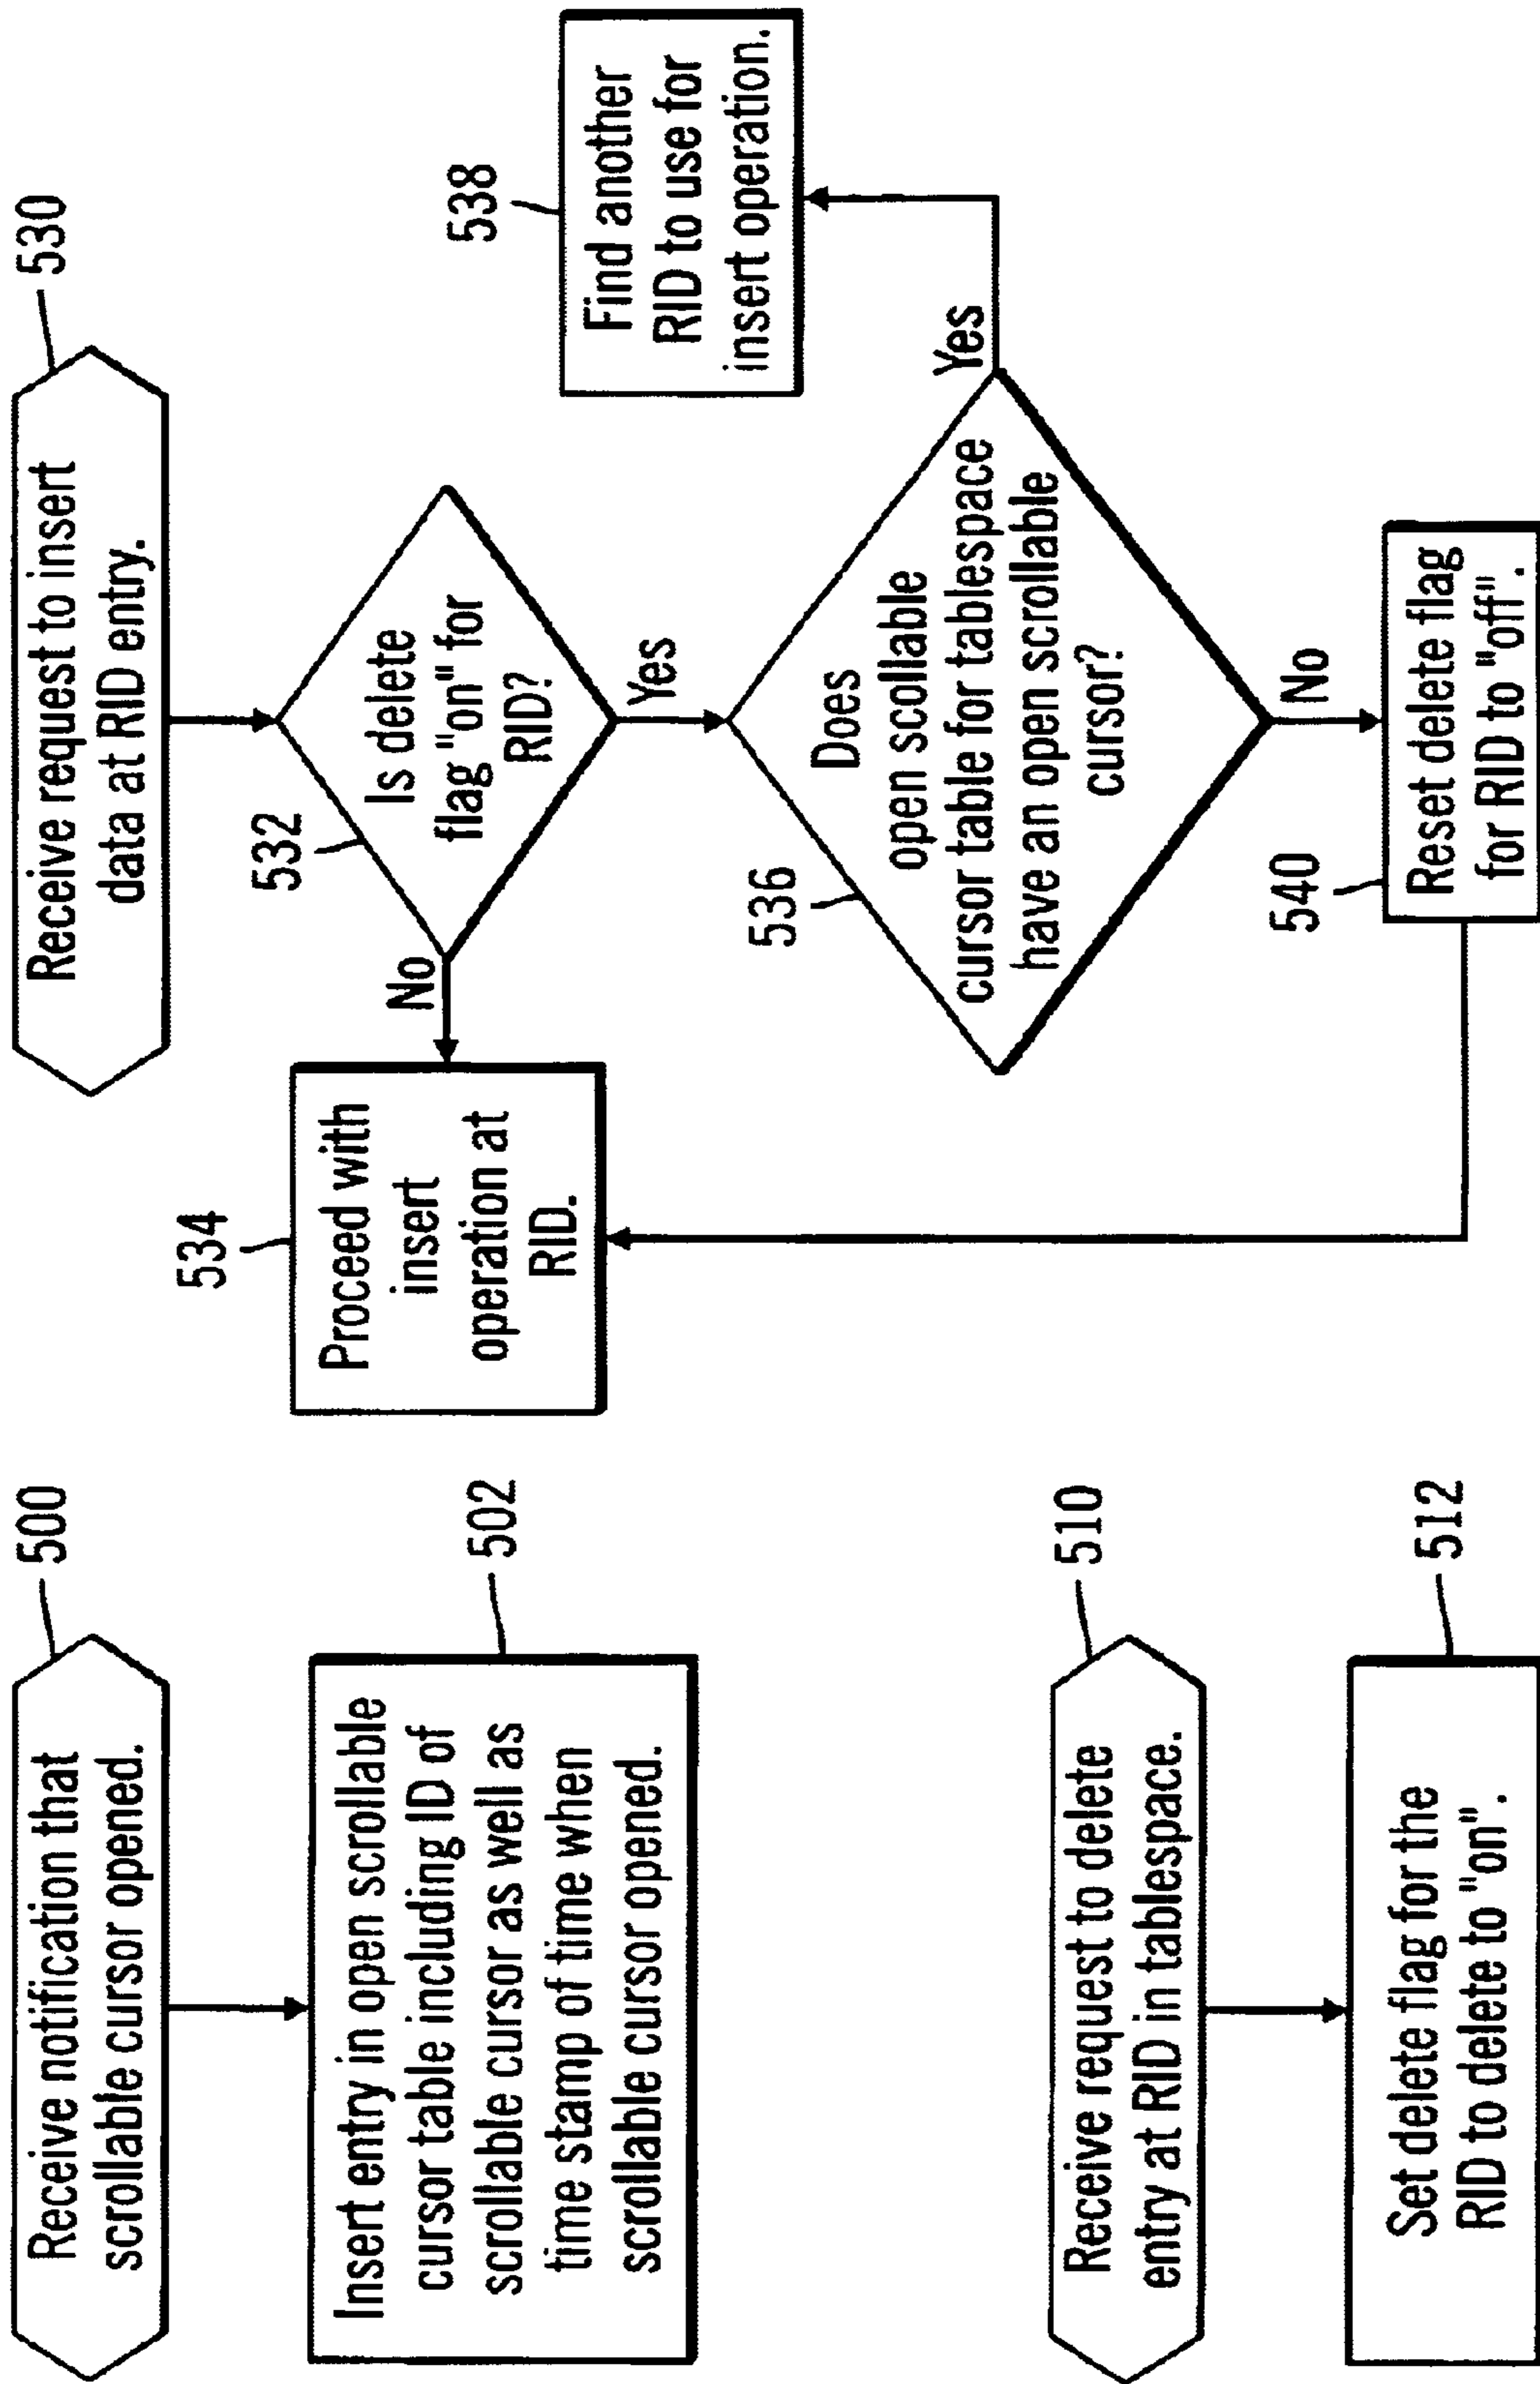 500
Receive notification that
scrollable cursor opened.
502
Insert entry in open scrollable
cursor table including ID of
scrollable cursor as well as
time stamp of time when
scrollable cursor opened.
510
Receive request to delete
entry at RID in tablespace.
512
Set delete flag for the
RID to delete to "on".
530
Receive request to insert
data at RID entry.
532
Is delete
flag "on" for
RID?
No
Yes
534
Proceed with
insert
operation at
RID.
536
Does
open scollable
cursor table for tablespace
have an open scrollable
cursor?
Yes
No
538
Find another
RID to use for
insert operation.
540
Reset delete flag
for RID to "off".